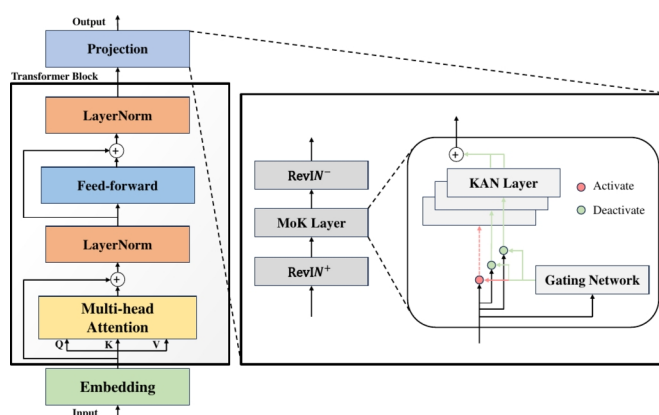 Output
Projection
Transformer Block
LayerNorm
+
Feed-forward
LayerNorm
+
Multi-head
Attention
Q
K
V
Embedding
Input
RevIN⁻
MoK Layer
RevIN⁺
+
KAN Layer
Activate
Deactivate
Gating Network